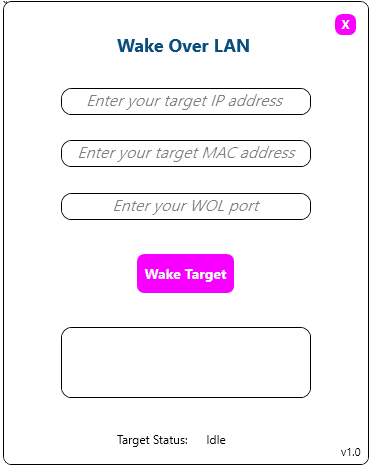 X
Wake Over LAN
Enter your target IP address
Enter your target MAC address
Enter your WOL port
Wake Target
Target Status: Idle
v1.0